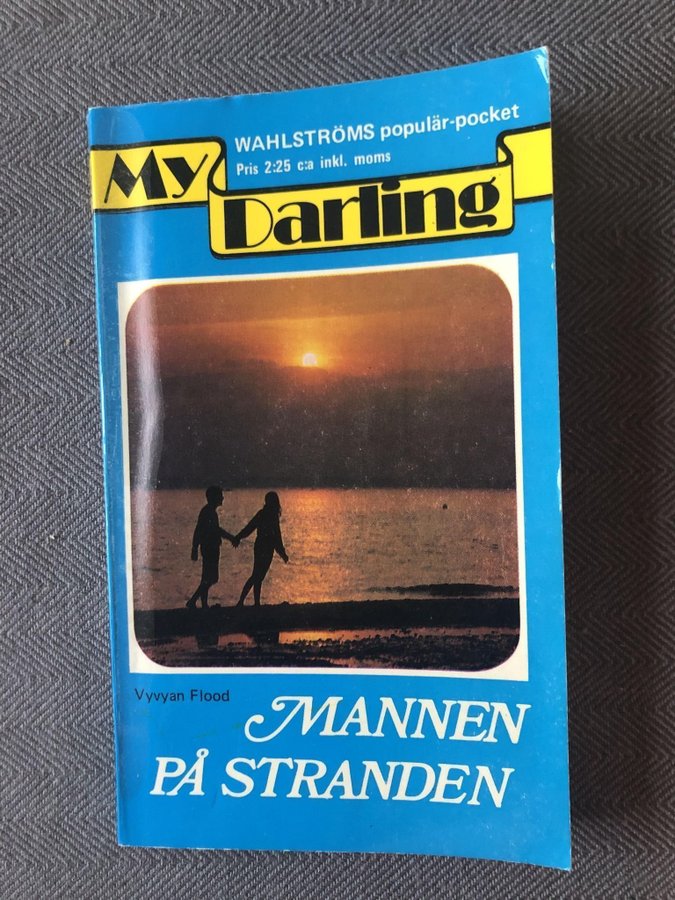 WAHLSTRÖMS populär-pocket
Pris 2:25 c:a inkl. moms
My
Darling
Vyvyan Flood
MANNEN
PÅ STRANDEN